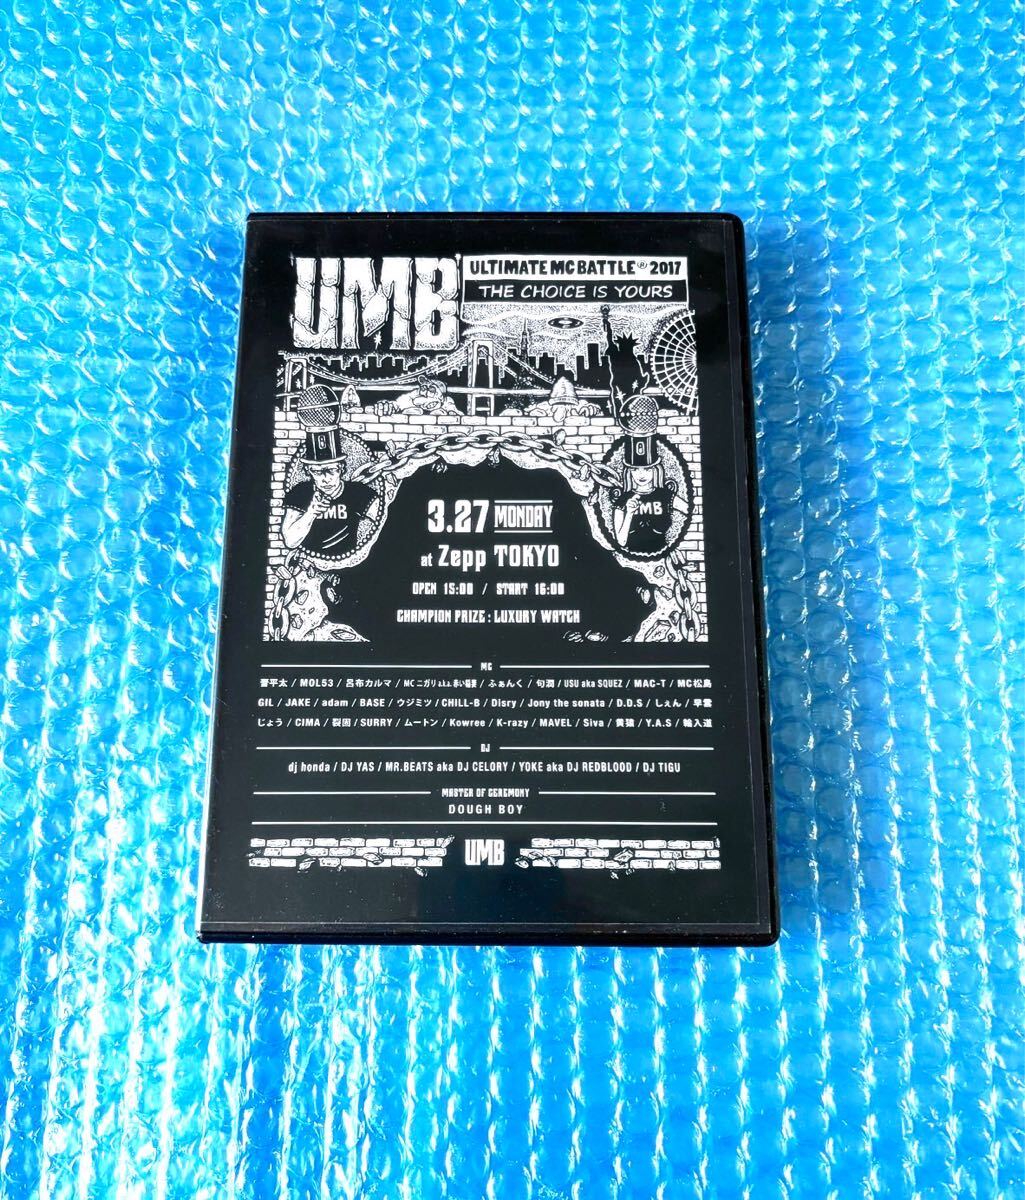 UMB
ULTIMATE MC BATTLE® 2017
THE CHOICE IS YOURS
UMB
UMB
3.27 MONDAY
at Zepp TOKYO
OPEN 15:00 / START 16:00
CHAMPION PRIZE : LUXURY WATCH
MC
晋平太 / MOL53 / 呂布カルマ / MC ニガリ a.k.a. 赤い稲妻 / ふぁんく / 句潤 / USU aka SQUEZ / MAC-T / MC松島
GIL / JAKE / adam / BASE / ウジミツ / CHILL-B / Disry / Jony the sonata / D.D.S / しぇん / 早雲
じょう / CIMA / 裂固 / SURRY / ムートン / Kowree / K-razy / MAVEL / Siva / 黄猿 / Y.A.S / 輪入道
DJ
dj honda / DJ YAS / MR.BEATS aka DJ CELORY / YOKE aka DJ REDBLOOD / DJ TIGU
MASTER OF CEREMONY
DOUGH BOY
UMB